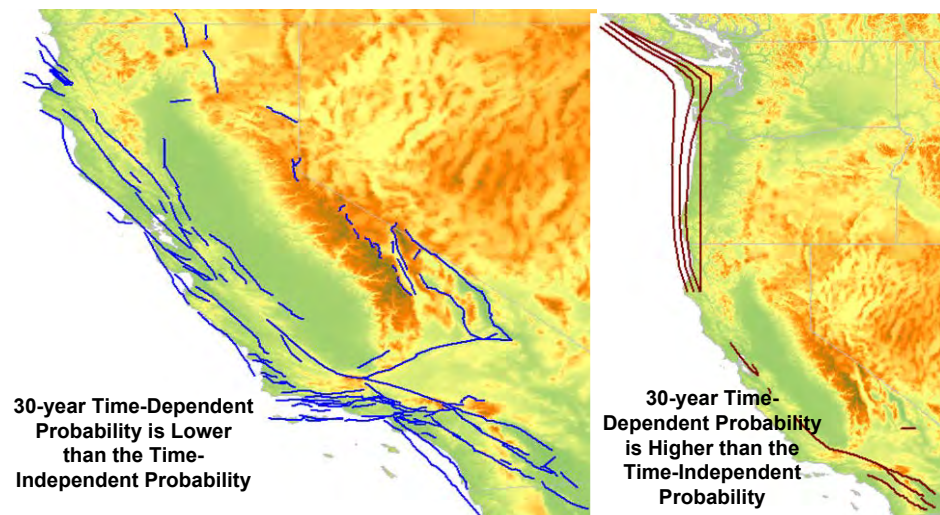 30-year Time-Dependent
Probability is Lower
than the Time-
Independent Probability
30-year Time-
Dependent Probability
is Higher than the
Time-Independent
Probability